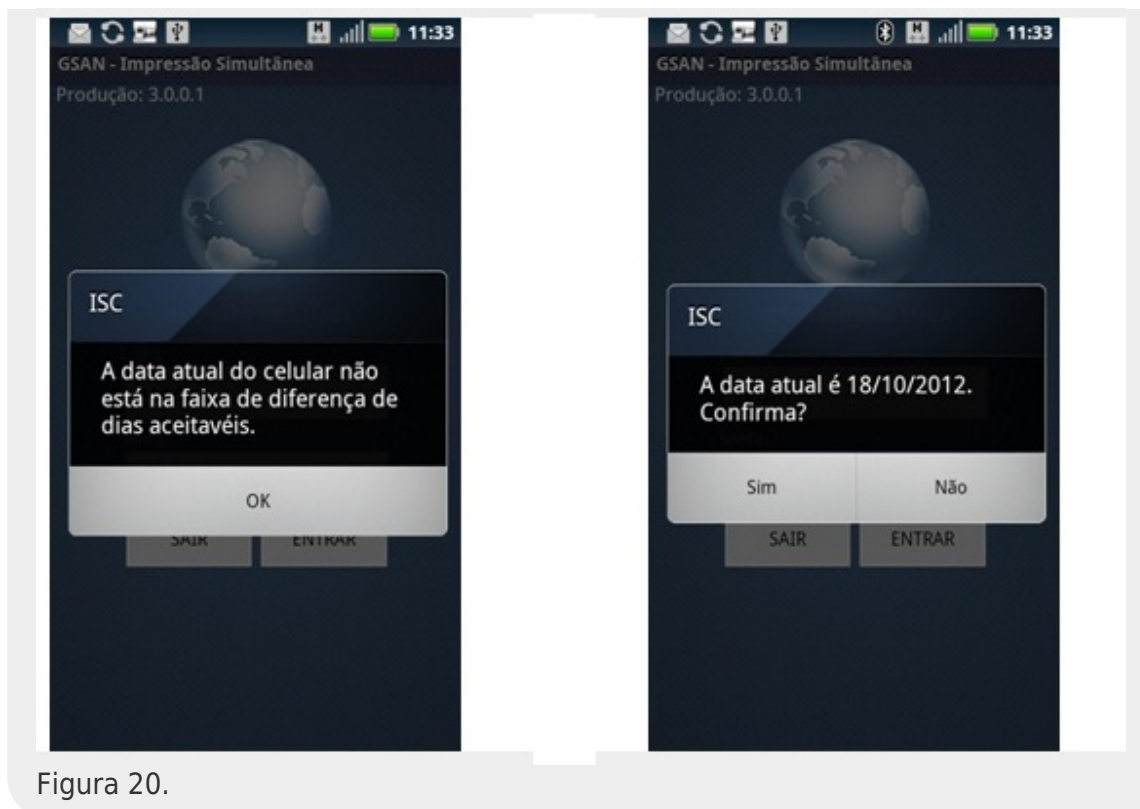 11:33
GSAN - Impressão Simultânea
Produção: 3.0.0.1
ISC
A data atual do celular não
está na faixa de diferença de
dias aceitavéis.
OK
SAIR ENTRAR
H 11:33
GSAN - Impressão Simultânea
Produção: 3.0.0.1
ISC
A data atual é 18/10/2012.
Confirma?
Sim Não
SAIR ENTRAR
Figura 20.